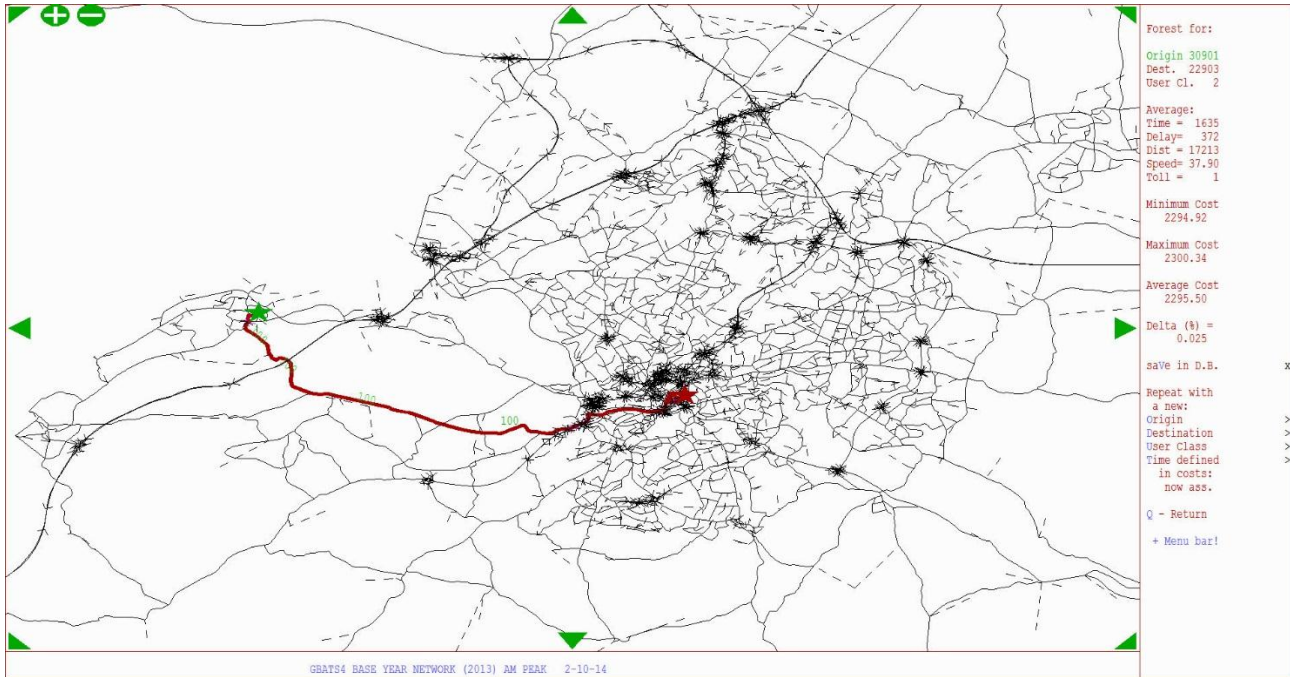 Forest for:
Origin 30901
Dest. 22903
User Cl. 2
Average:
Time = 1635
Delay= 372
Dist = 17213
Speed= 37.90
Toll = 1
Minimum Cost
2294.92
Maximum Cost
2300.34
Average Cost
2295.50
Delta (%) =
0.025
saVe in D.B. x
Repeat with
a new:
Origin >
Destination >
User Class >
Time defined >
in costs:
now ass.
Q - Return
+ Menu bar!
100
100
GBATS4 BASE YEAR NETWORK (2013) AM PEAK 2-10-14